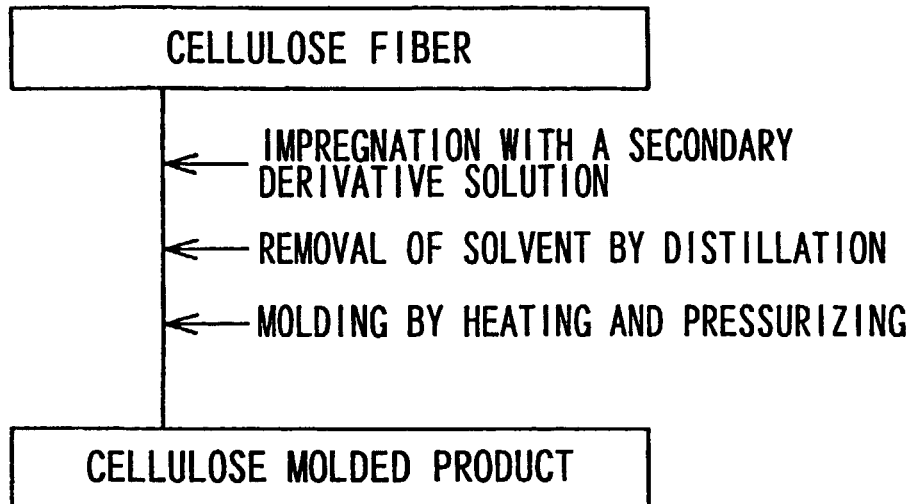 CELLULOSE FIBER
IMPREGNATION WITH A SECONDARY
DERIVATIVE SOLUTION
REMOVAL OF SOLVENT BY DISTILLATION
MOLDING BY HEATING AND PRESSURIZING
CELLULOSE MOLDED PRODUCT